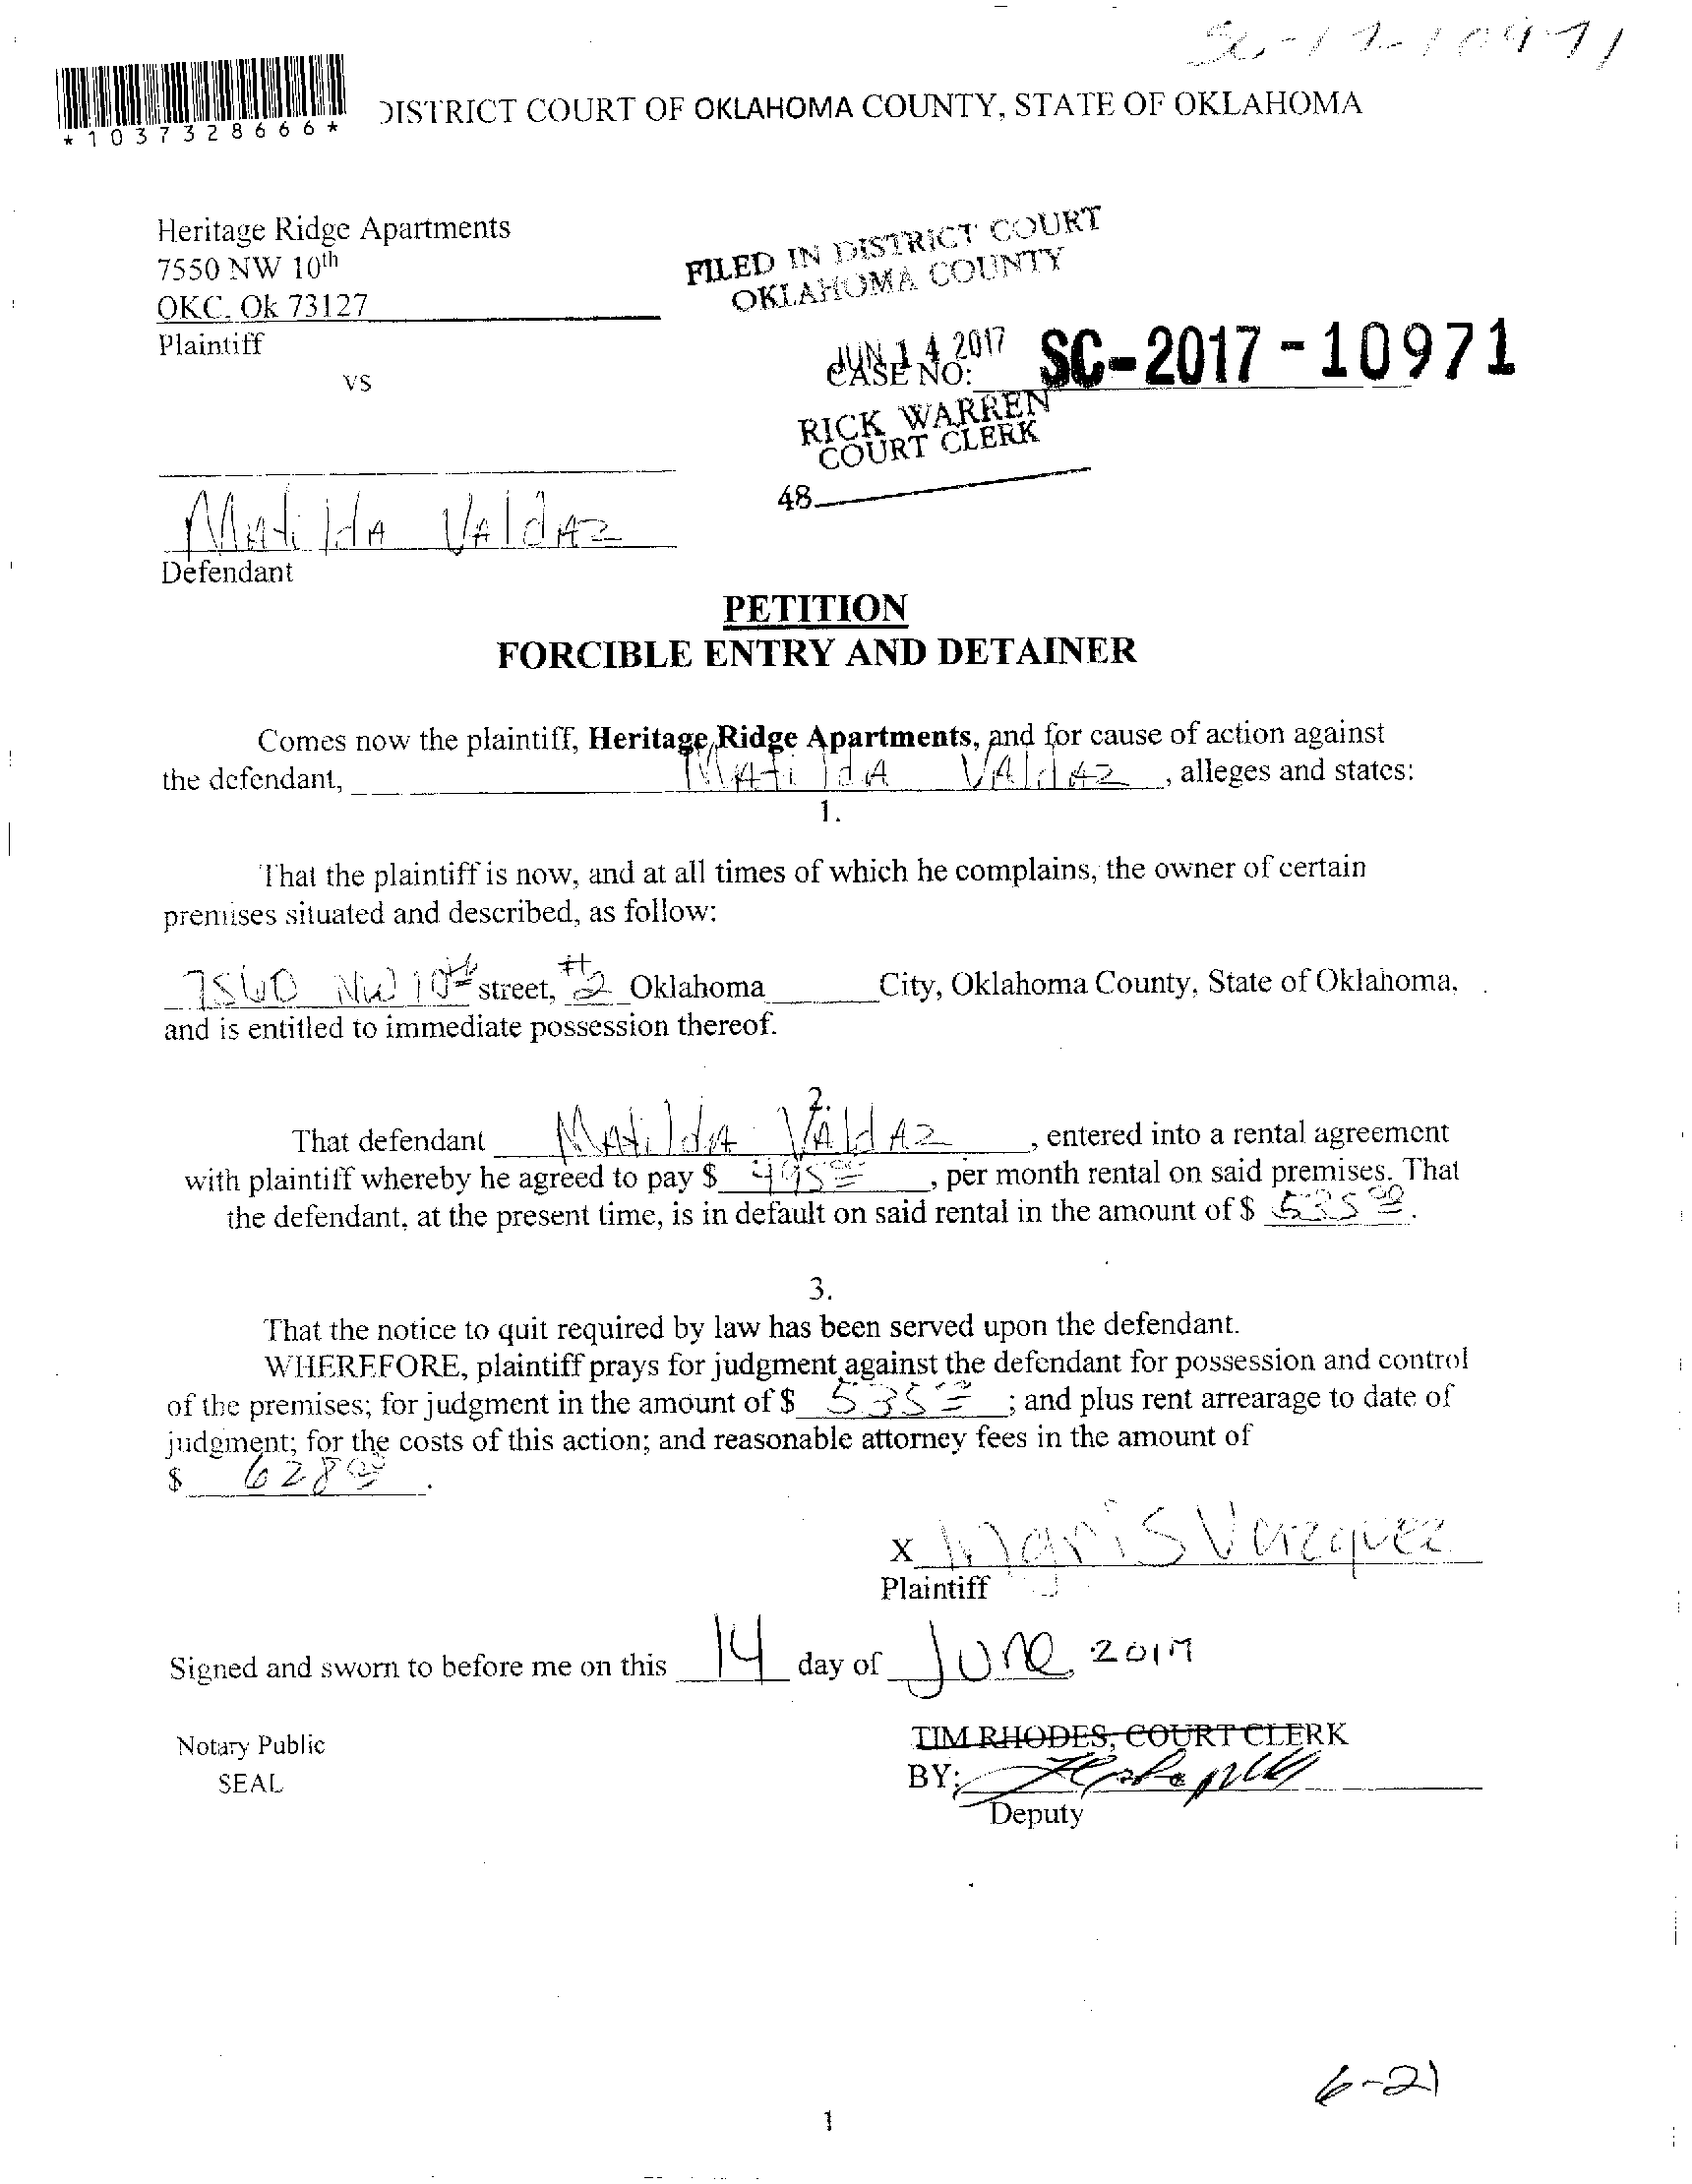 SC-17-10971
*1037328666*
DISTRICT COURT OF OKLAHOMA COUNTY, STATE OF OKLAHOMA
Heritage Ridge Apartments
7550 NW 10th
OKC. Ok 73127
Plaintiff
vs
FILED IN DISTRICT COURT
OKLAHOMA COUNTY
JUN 14 2017
CASE NO: SC-2017-10971
RICK WARREN
COURT CLERK
48
Matilda Valdaz
Defendant
PETITION
FORCIBLE ENTRY AND DETAINER
Comes now the plaintiff, Heritage Ridge Apartments, and for cause of action against
the defendant, Matilda Valdaz, alleges and states:
1.
That the plaintiff is now, and at all times of which he complains, the owner of certain
premises situated and described, as follow:
7560 NW 10th street, #2 Oklahoma City, Oklahoma County, State of Oklahoma,
and is entitled to immediate possession thereof.
2.
That defendant Matilda Valdaz, entered into a rental agreement
with plaintiff whereby he agreed to pay $ 495 00, per month rental on said premises. That
the defendant, at the present time, is in default on said rental in the amount of $ 535 00.
3.
That the notice to quit required by law has been served upon the defendant.
WHEREFORE, plaintiff prays for judgment against the defendant for possession and control
of the premises; for judgment in the amount of $ 535 00; and plus rent arrearage to date of
judgment; for the costs of this action; and reasonable attorney fees in the amount of
$ 628 00.
X Vazquez
Plaintiff
Signed and sworn to before me on this 14 day of June 2017
Notary Public
SEAL
TIM RHODES, COURT CLERK
BY:
Deputy
6-21
1